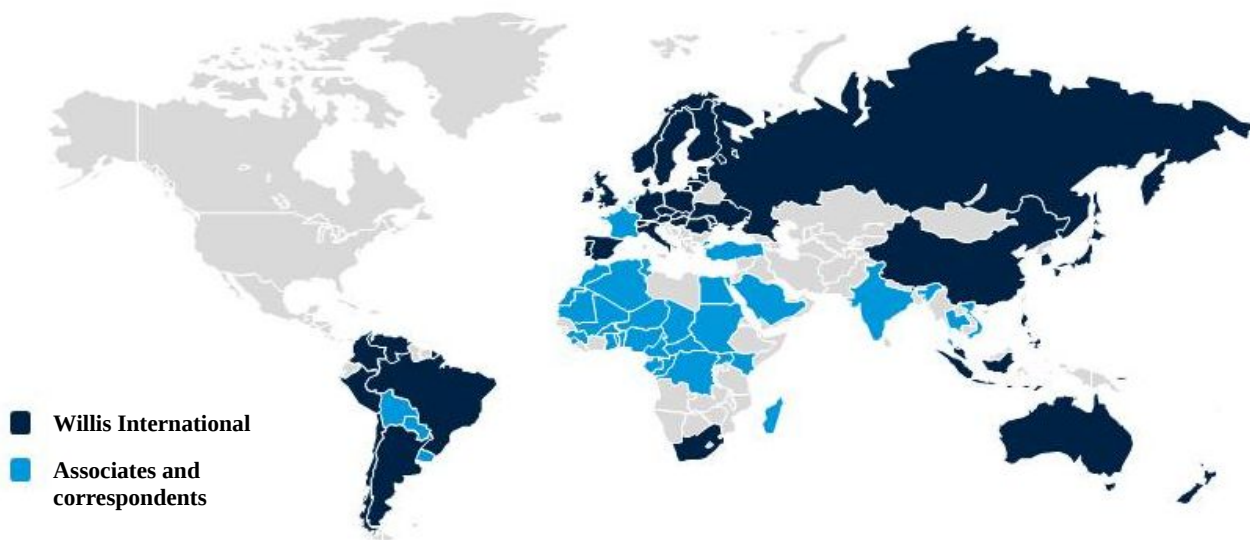 Willis International
Associates and
correspondents